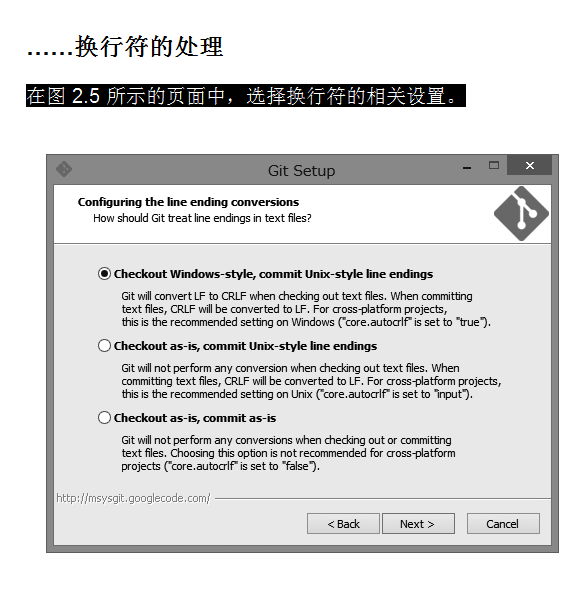 ……换行符的处理
在图 2.5 所示的页面中，选择换行符的相关设置。
Git Setup
Configuring the line ending conversions
How should Git treat line endings in text files?
Checkout Windows-style, commit Unix-style line endings
Git will convert LF to CRLF when checking out text files. When committing
text files, CRLF will be converted to LF. For cross-platform projects,
this is the recommended setting on Windows ("core.autocrlf" is set to "true").
Checkout as-is, commit Unix-style line endings
Git will not perform any conversion when checking out text files. When
committing text files, CRLF will be converted to LF. For cross-platform projects,
this is the recommended setting on Unix ("core.autocrlf" is set to "input").
Checkout as-is, commit as-is
Git will not perform any conversions when checking out or committing
text files. Choosing this option is not recommended for cross-platform
projects ("core.autocrlf" is set to "false").
http://msysgit.googlecode.com/
< Back Next > Cancel